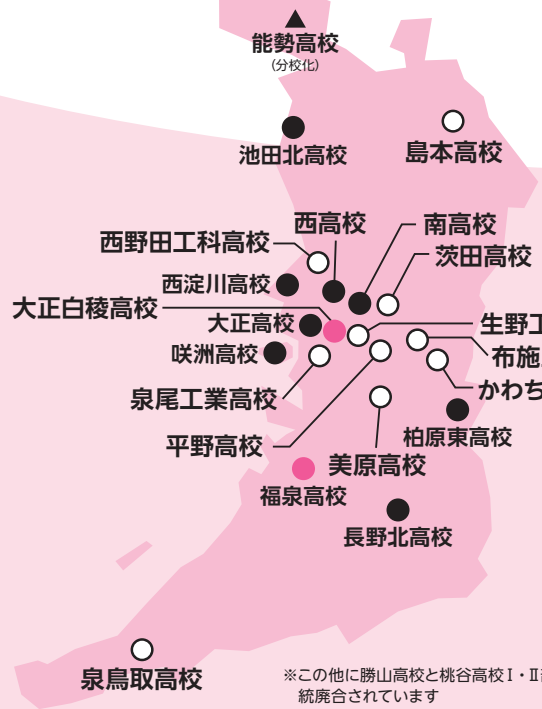 能勢高校
(分校化)
池田北高校
島本高校
西高校
南高校
西野田工科高校
茨田高校
西淀川高校
大正白稜高校
大正高校
生野工
布施
咲洲高校
かわち
泉尾工業高校
柏原東高校
平野高校
美原高校
福泉高校
長野北高校
泉鳥取高校
※この他に勝山高校と桃谷高校Ⅰ・Ⅱ
統廃合されています